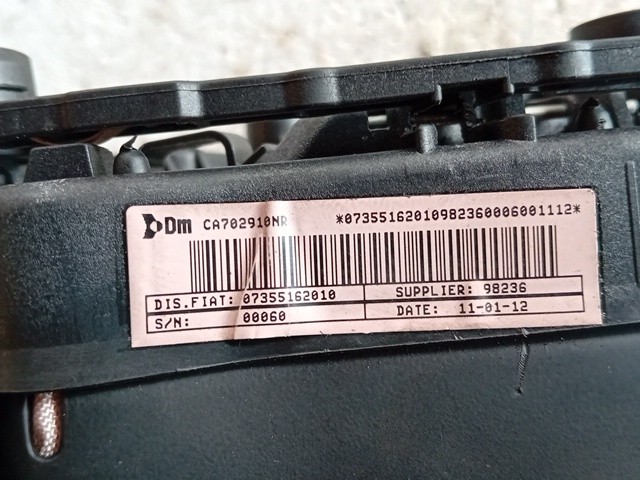 Dm CA702910NR *07355162010982360006001112*
DIS.FIAT: 07355162010 SUPPLIER: 98236
S/N: 00060 DATE: 11-01-12